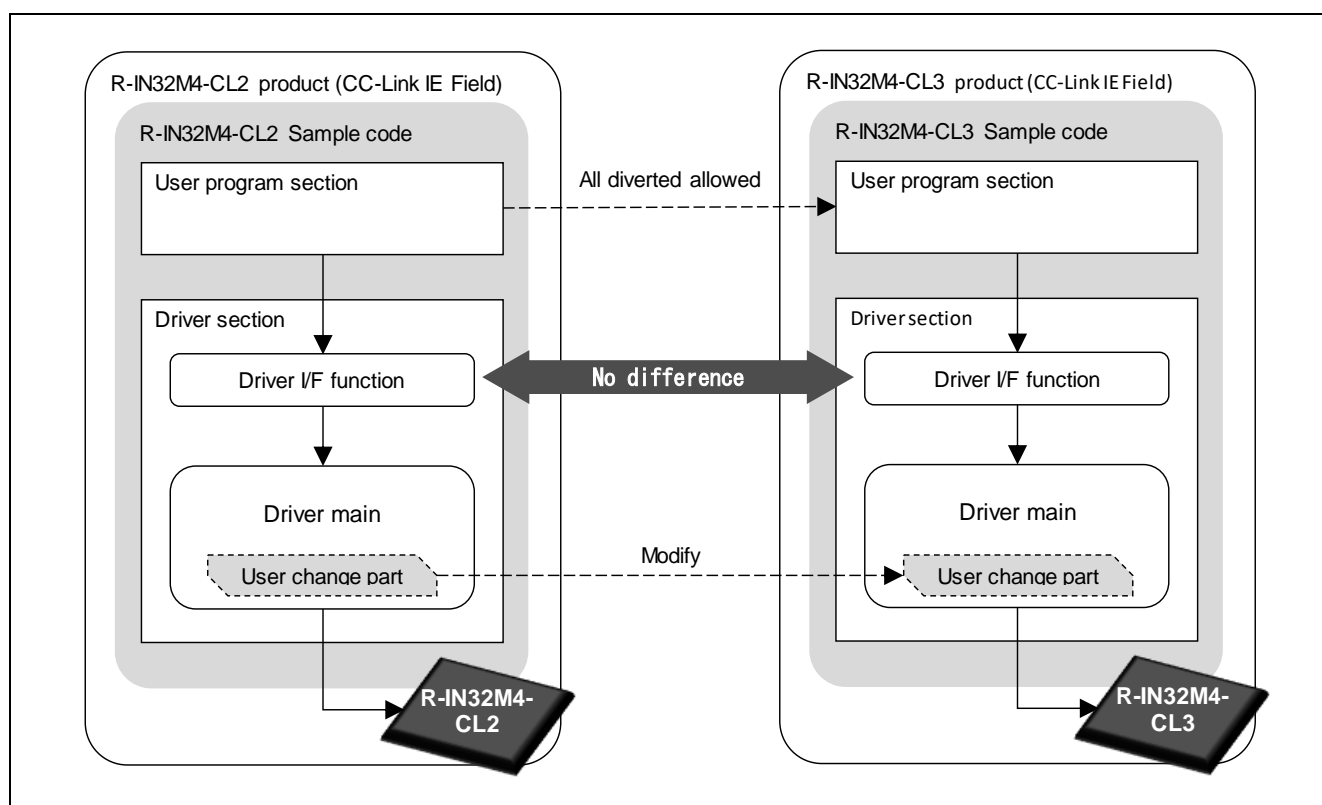 R-IN32M4-CL2 product (CC-Link IE Field)
R-IN32M4-CL2 Sample code
User program section
Driver section
Driver I/F function
Driver main
User change part
R-IN32M4-
CL2
All diverted allowed
No difference
Modify
R-IN32M4-CL3 product (CC-Link IE Field)
R-IN32M4-CL3 Sample code
User program section
Driver section
Driver I/F function
Driver main
User change part
R-IN32M4-
CL3